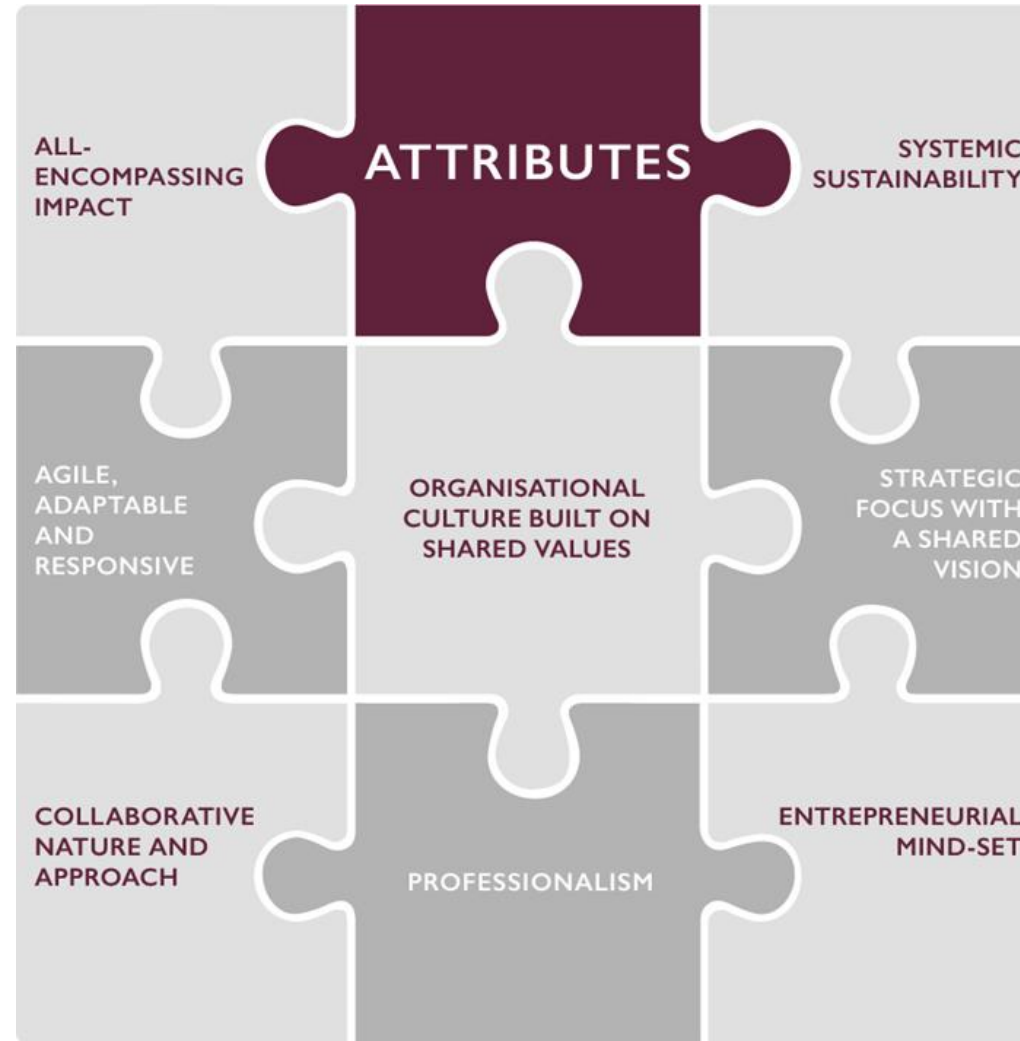 ALL-
ENCOMPASSING
IMPACT
ATTRIBUTES
SYSTEMIC
SUSTAINABILITY
AGILE,
ADAPTABLE
AND
RESPONSIVE
ORGANISATIONAL
CULTURE BUILT ON
SHARED VALUES
STRATEGIC
FOCUS WITH
A SHARED
VISION
COLLABORATIVE
NATURE AND
APPROACH
PROFESSIONALISM
ENTREPRENEURIAL
MIND-SET